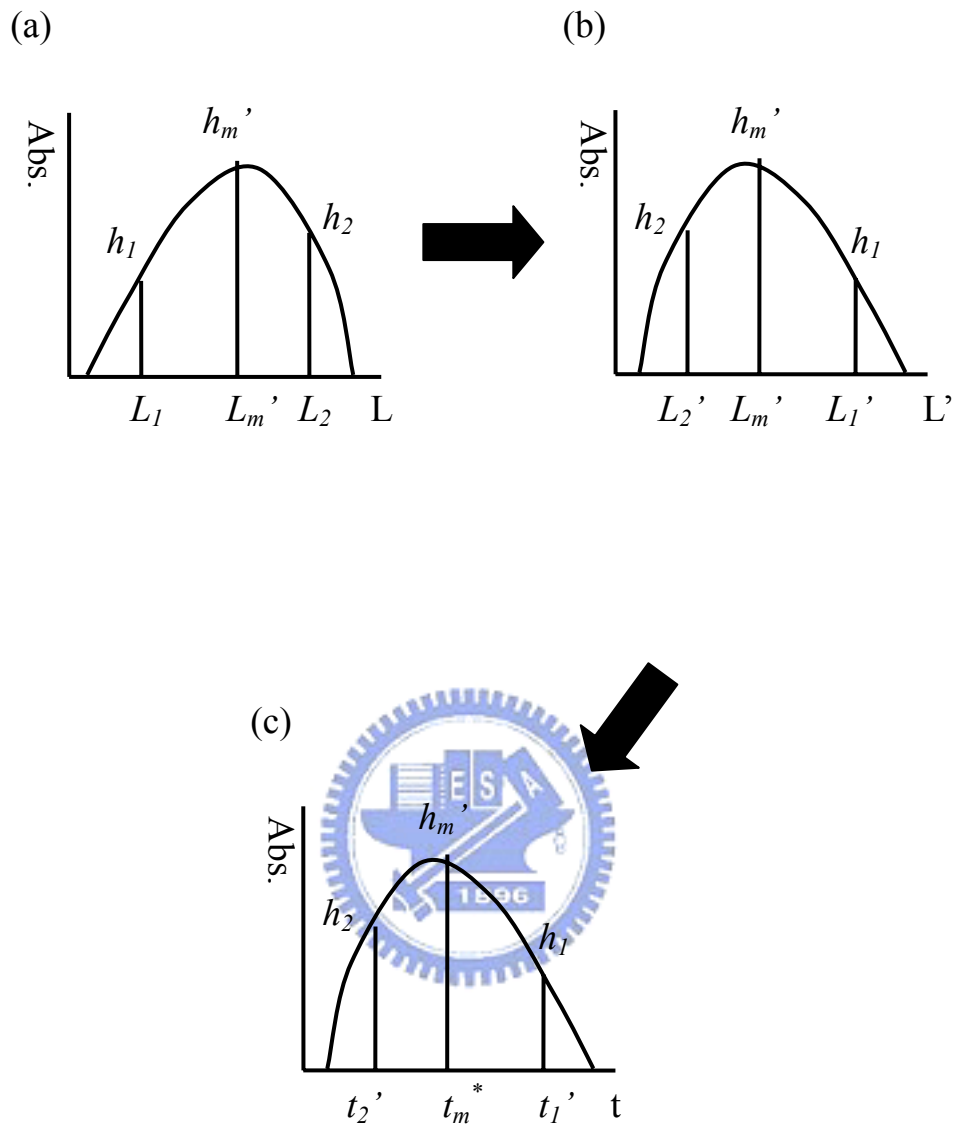 (a)
Abs.
h₁
hₘ’
h₂
L₁ Lₘ’ L₂ L
(b)
h₂
hₘ’
h₁
L₂’ Lₘ’ L₁’ L’
(c)
Abs.
h₂
hₘ’
h₁
t₂’ tₘ* t₁’ t
E S A
1896